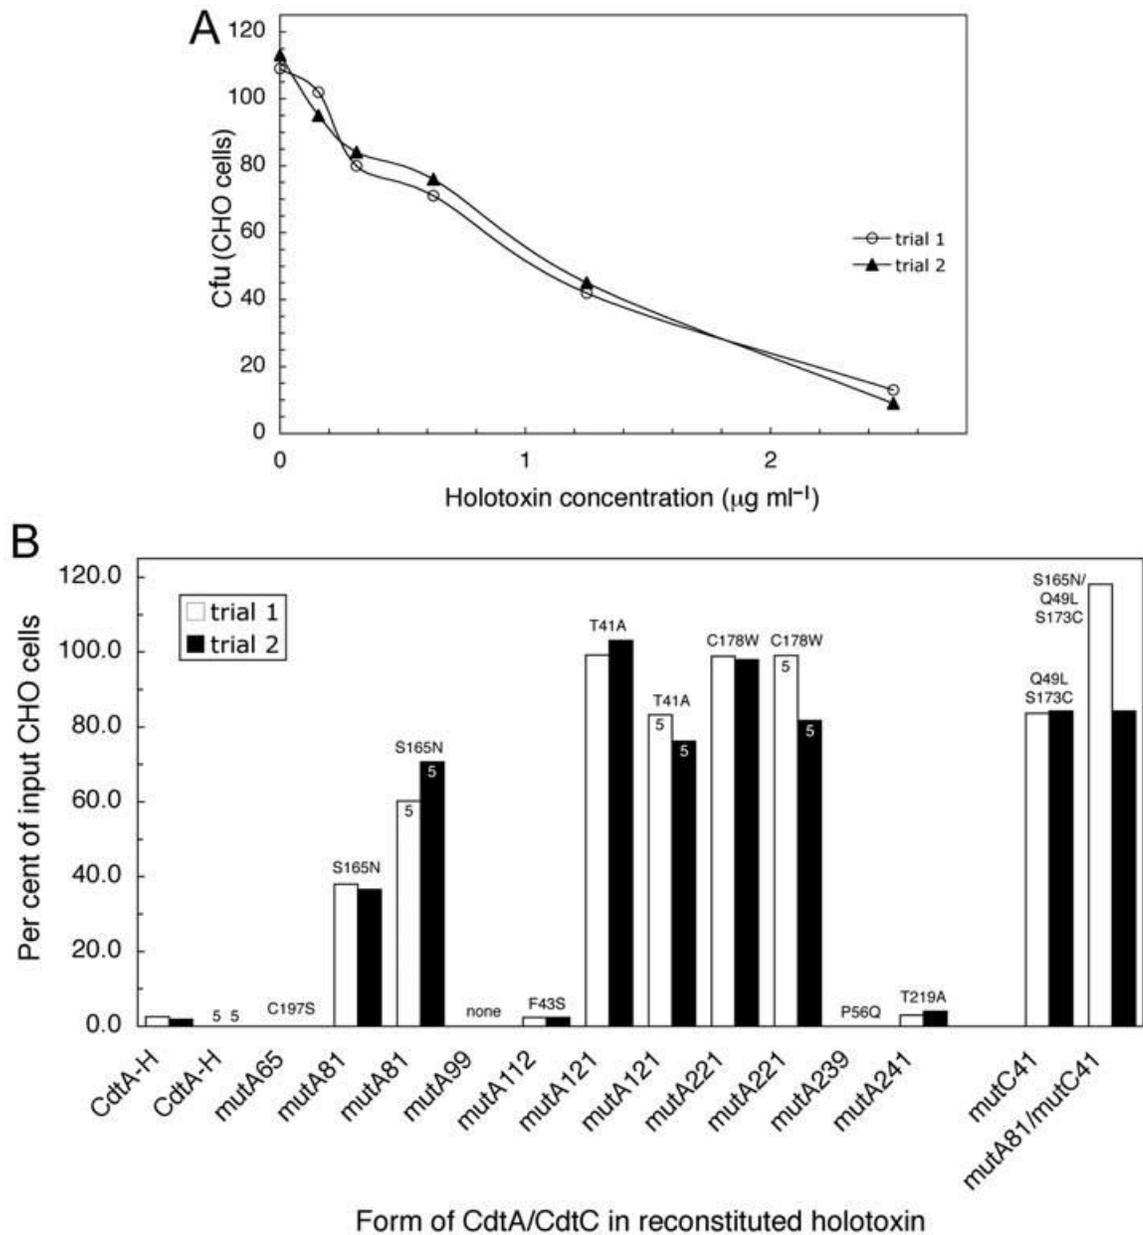 A
120
100
80
60
40
20
0
Cfu (CHO cells)
trial 1
trial 2
0 1 2
Holotoxin concentration (µg ml⁻¹)
B
120.0
100.0
80.0
60.0
40.0
20.0
0.0
Per cent of input CHO cells
trial 1
trial 2
5 5
C197S
S165N
5
S165N
5
none
F43S
T41A
T41A
5
5
C178W
C178W
5
5
P56Q
T219A
Q49L
S173C
S165N/
Q49L
S173C
CdtA-H
CdtA-H
mutA65
mutA81
mutA81
mutA99
mutA112
mutA121
mutA121
mutA221
mutA221
mutA239
mutA241
mutC41
mutA81/mutC41
Form of CdtA/CdtC in reconstituted holotoxin